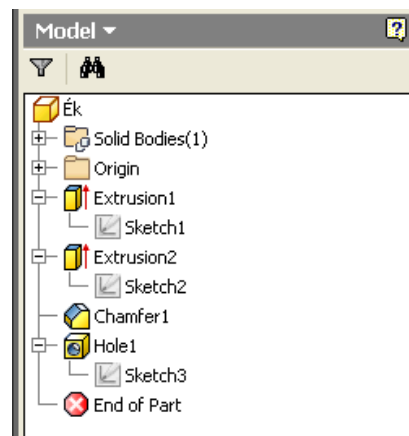 Model
?
Ék
Solid Bodies(1)
Origin
Extrusion1
Sketch1
Extrusion2
Sketch2
Chamfer1
Hole1
Sketch3
End of Part